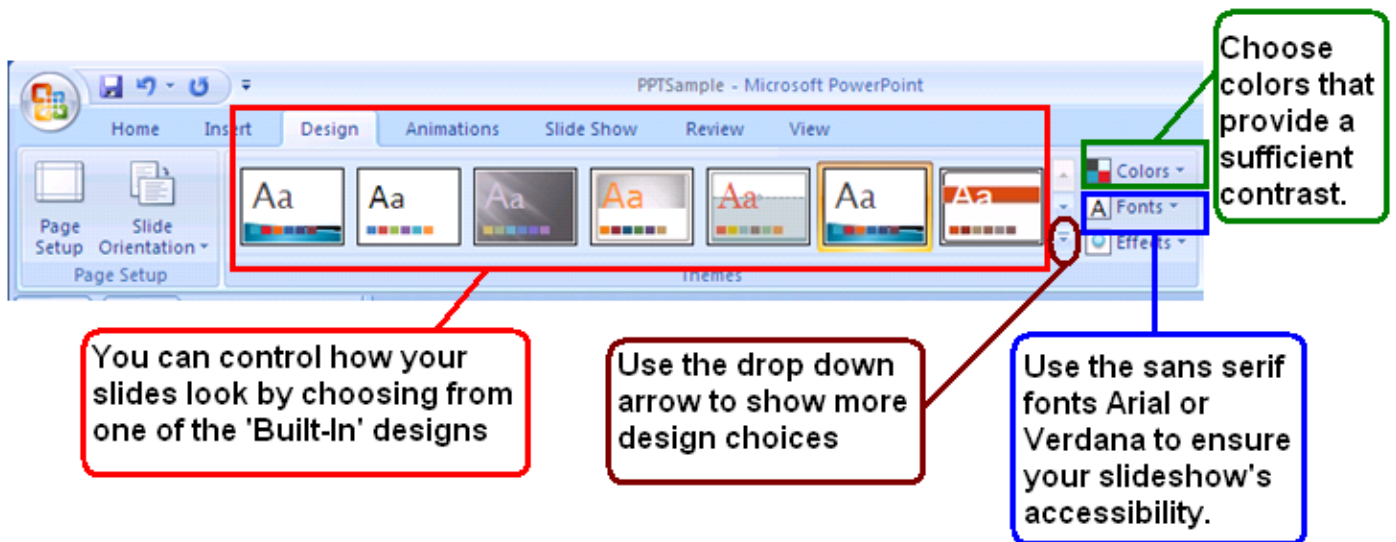 Choose
colors that
provide a
sufficient
contrast.
PPTSample - Microsoft PowerPoint
Home Insert Design Animations Slide Show Review View
Aa Aa Aa Aa Aa Aa Aa
Colors
A Fonts
Effects
Page
Setup
Slide
Orientation
Page Setup
Themes
You can control how your
slides look by choosing from
one of the 'Built-In' designs
Use the drop down
arrow to show more
design choices
Use the sans serif
fonts Arial or
Verdana to ensure
your slideshow's
accessibility.